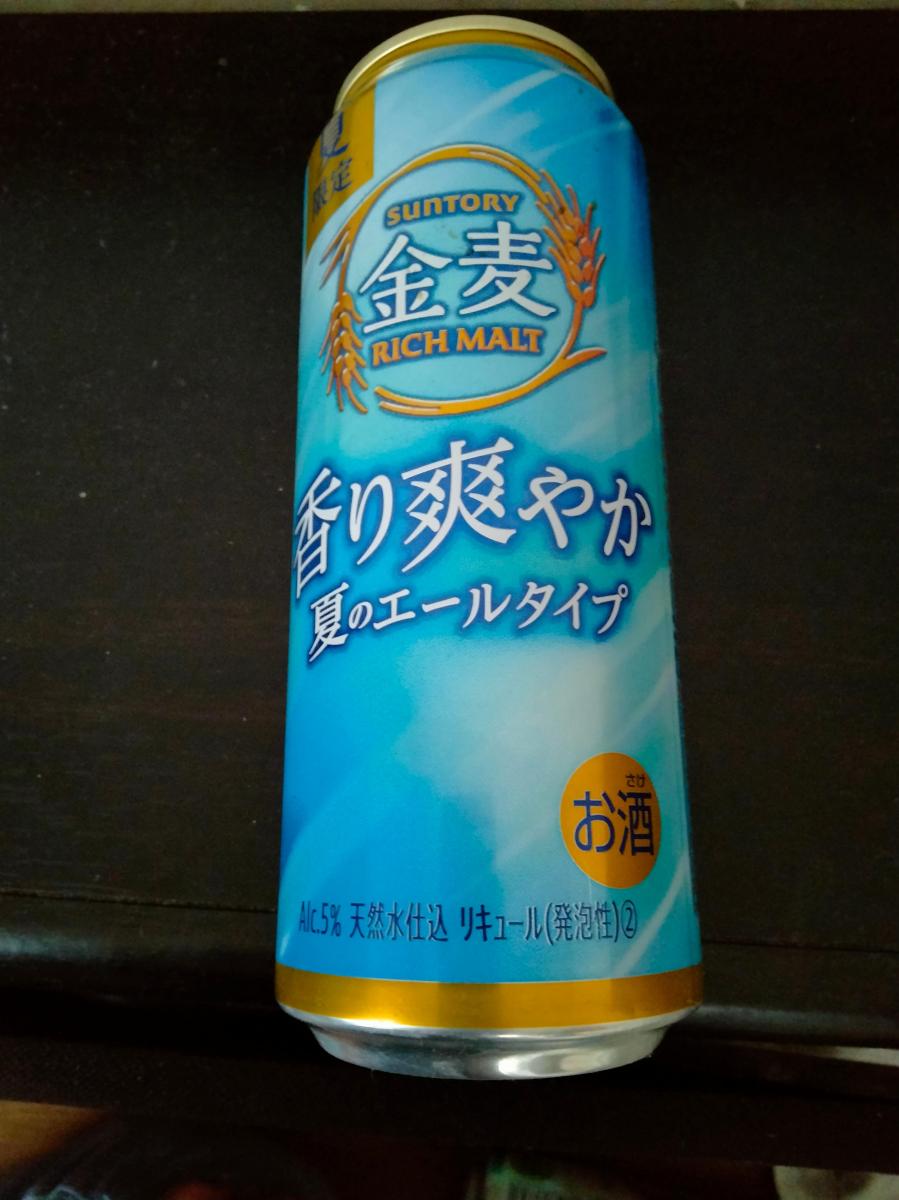 夏
限定
SUNTORY
金麦
RICH MALT
香り爽やか
夏のエールタイプ
さけ
お酒
Alc.5% 天然水仕込 リキュール(発泡性)②